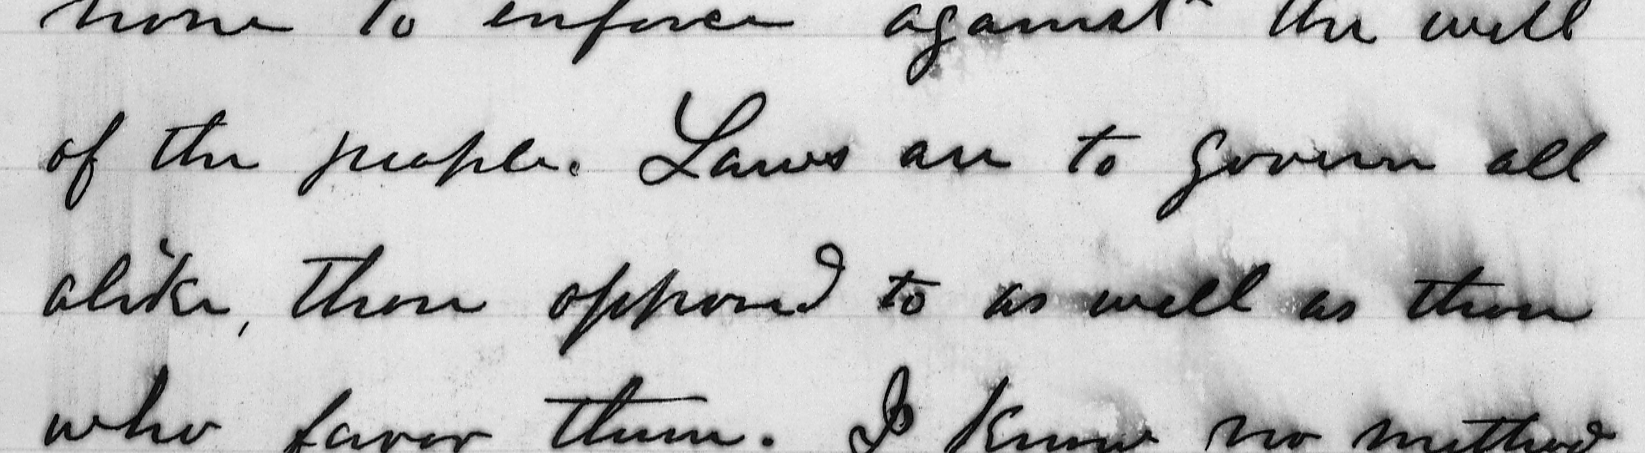 none to enforce against the will
of the people. Laws are to govern all
alike, those opposed to as well as those
who favor them. I know no method